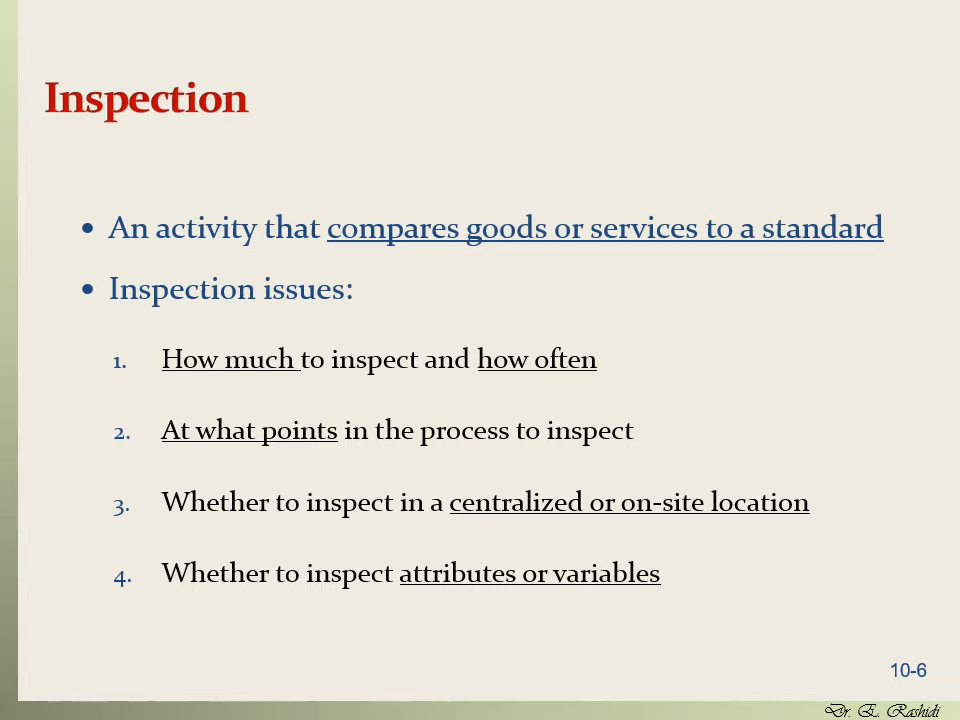 Inspection
• An activity that compares goods or services to a standard
• Inspection issues:
1. How much to inspect and how often
2. At what points in the process to inspect
3. Whether to inspect in a centralized or on-site location
4. Whether to inspect attributes or variables
10-6
Dr. E. Rashidi